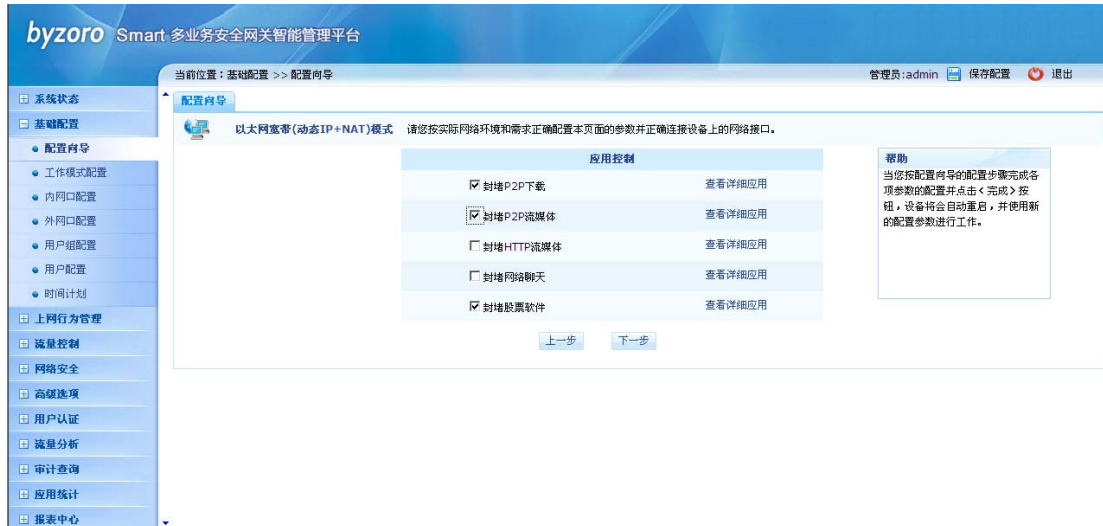 byzoro Smart 多业务安全网关智能管理平台
当前位置：基础配置 >> 配置向导
管理员:admin 保存配置 退出
系统状态
基础配置
配置向导
工作模式配置
内网口配置
外网口配置
用户组配置
用户配置
时间计划
上网行为管理
流量控制
网络安全
高级选项
用户认证
流量分析
审计查询
应用统计
报表中心
配置向导
以太网宽带(动态IP+NAT)模式 请您按实际网络环境和需求正确配置本页面的参数并正确连接设备上的网络接口。
应用控制
封堵P2P下载 查看详细应用
封堵P2P流媒体 查看详细应用
封堵HTTP流媒体 查看详细应用
封堵网络聊天 查看详细应用
封堵股票软件 查看详细应用
上一步 下一步
帮助
当您按配置向导的配置步骤完成各
项参数的配置并点击<完成>按
钮，设备将会自动重启，并使用新
的配置参数进行工作。